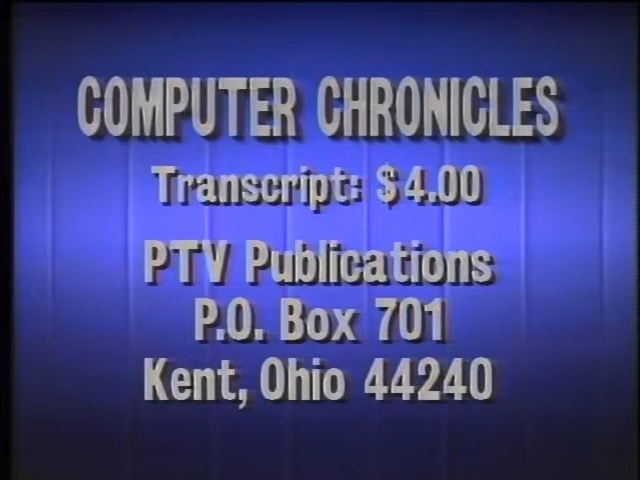 COMPUTER CHRONICLES
Transcript: $4.00
PTV Publications
P.O. Box 701
Kent, Ohio 44240